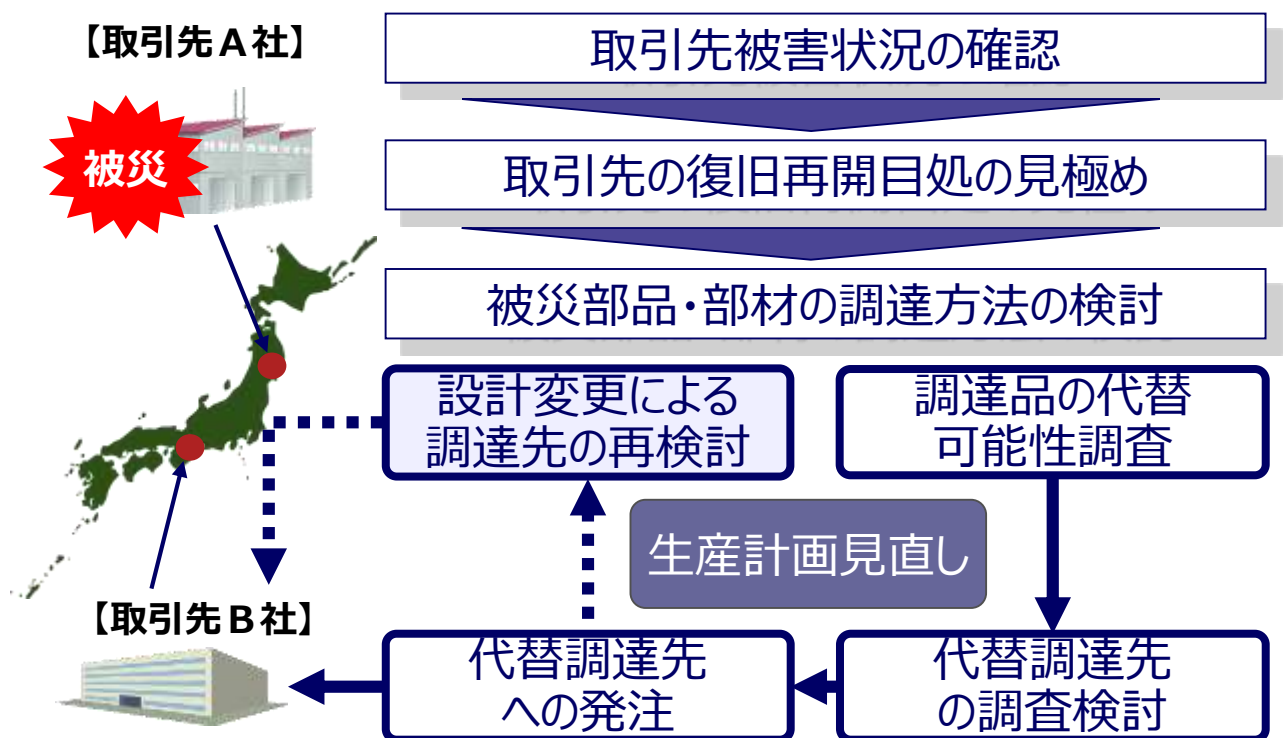 【取引先A社】
被災
取引先被害状況の確認
取引先の復旧再開目処の見極め
被災部品・部材の調達方法の検討
設計変更による
調達先の再検討
調達品の代替
可能性調査
生産計画見直し
【取引先B社】
代替調達先
への発注
代替調達先
の調査検討